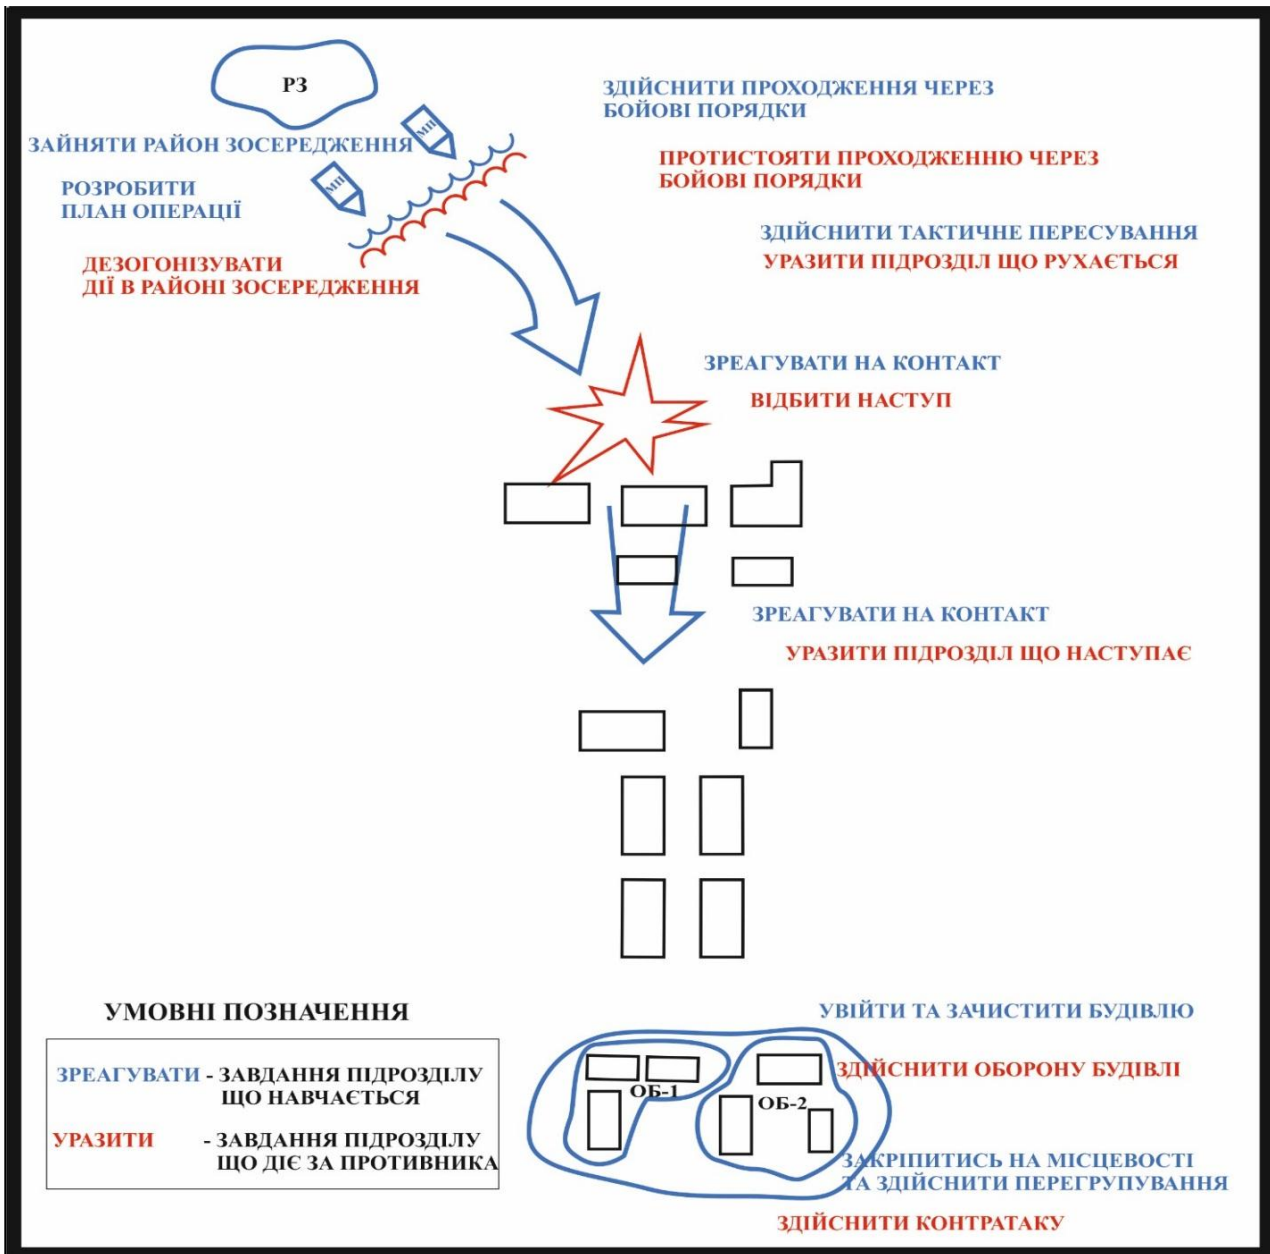 РЗ
ЗДІЙСНИТИ ПРОХОДЖЕННЯ ЧЕРЕЗ
БОЙОВІ ПОРЯДКИ
МП
ЗАЙНЯТИ РАЙОН ЗОСЕРЕДЖЕННЯ
ПРОТИСТОЯТИ ПРОХОДЖЕННЮ ЧЕРЕЗ
БОЙОВІ ПОРЯДКИ
МП
РОЗРОБИТИ
ПЛАН ОПЕРАЦІЇ
ЗДІЙСНИТИ ТАКТИЧНЕ ПЕРЕСУВАННЯ
УРАЗИТИ ПІДРОЗДІЛ ЩО РУХАЄТЬСЯ
ДЕЗОГОНІЗУВАТИ
ДІЇ В РАЙОНІ ЗОСЕРЕДЖЕННЯ
ЗРЕАГУВАТИ НА КОНТАКТ
ВІДБИТИ НАСТУП
ЗРЕАГУВАТИ НА КОНТАКТ
УРАЗИТИ ПІДРОЗДІЛ ЩО НАСТУПАЄ
УМОВНІ ПОЗНАЧЕННЯ
ЗРЕАГУВАТИ - ЗАВДАННЯ ПІДРОЗДІЛУ
ЩО НАВЧАЄТЬСЯ
УРАЗИТИ - ЗАВДАННЯ ПІДРОЗДІЛУ
ЩО ДІЄ ЗА ПРОТИВНИКА
УВІЙТИ ТА ЗАЧИСТИТИ БУДІВЛЮ
ЗДІЙСНИТИ ОБОРОНУ БУДІВЛІ
ОБ-1
ОБ-2
ЗАКРІПИТИСЬ НА МІСЦЕВОСТІ
ТА ЗДІЙСНИТИ ПЕРЕГРУПУВАННЯ
ЗДІЙСНИТИ КОНТРАТАКУ